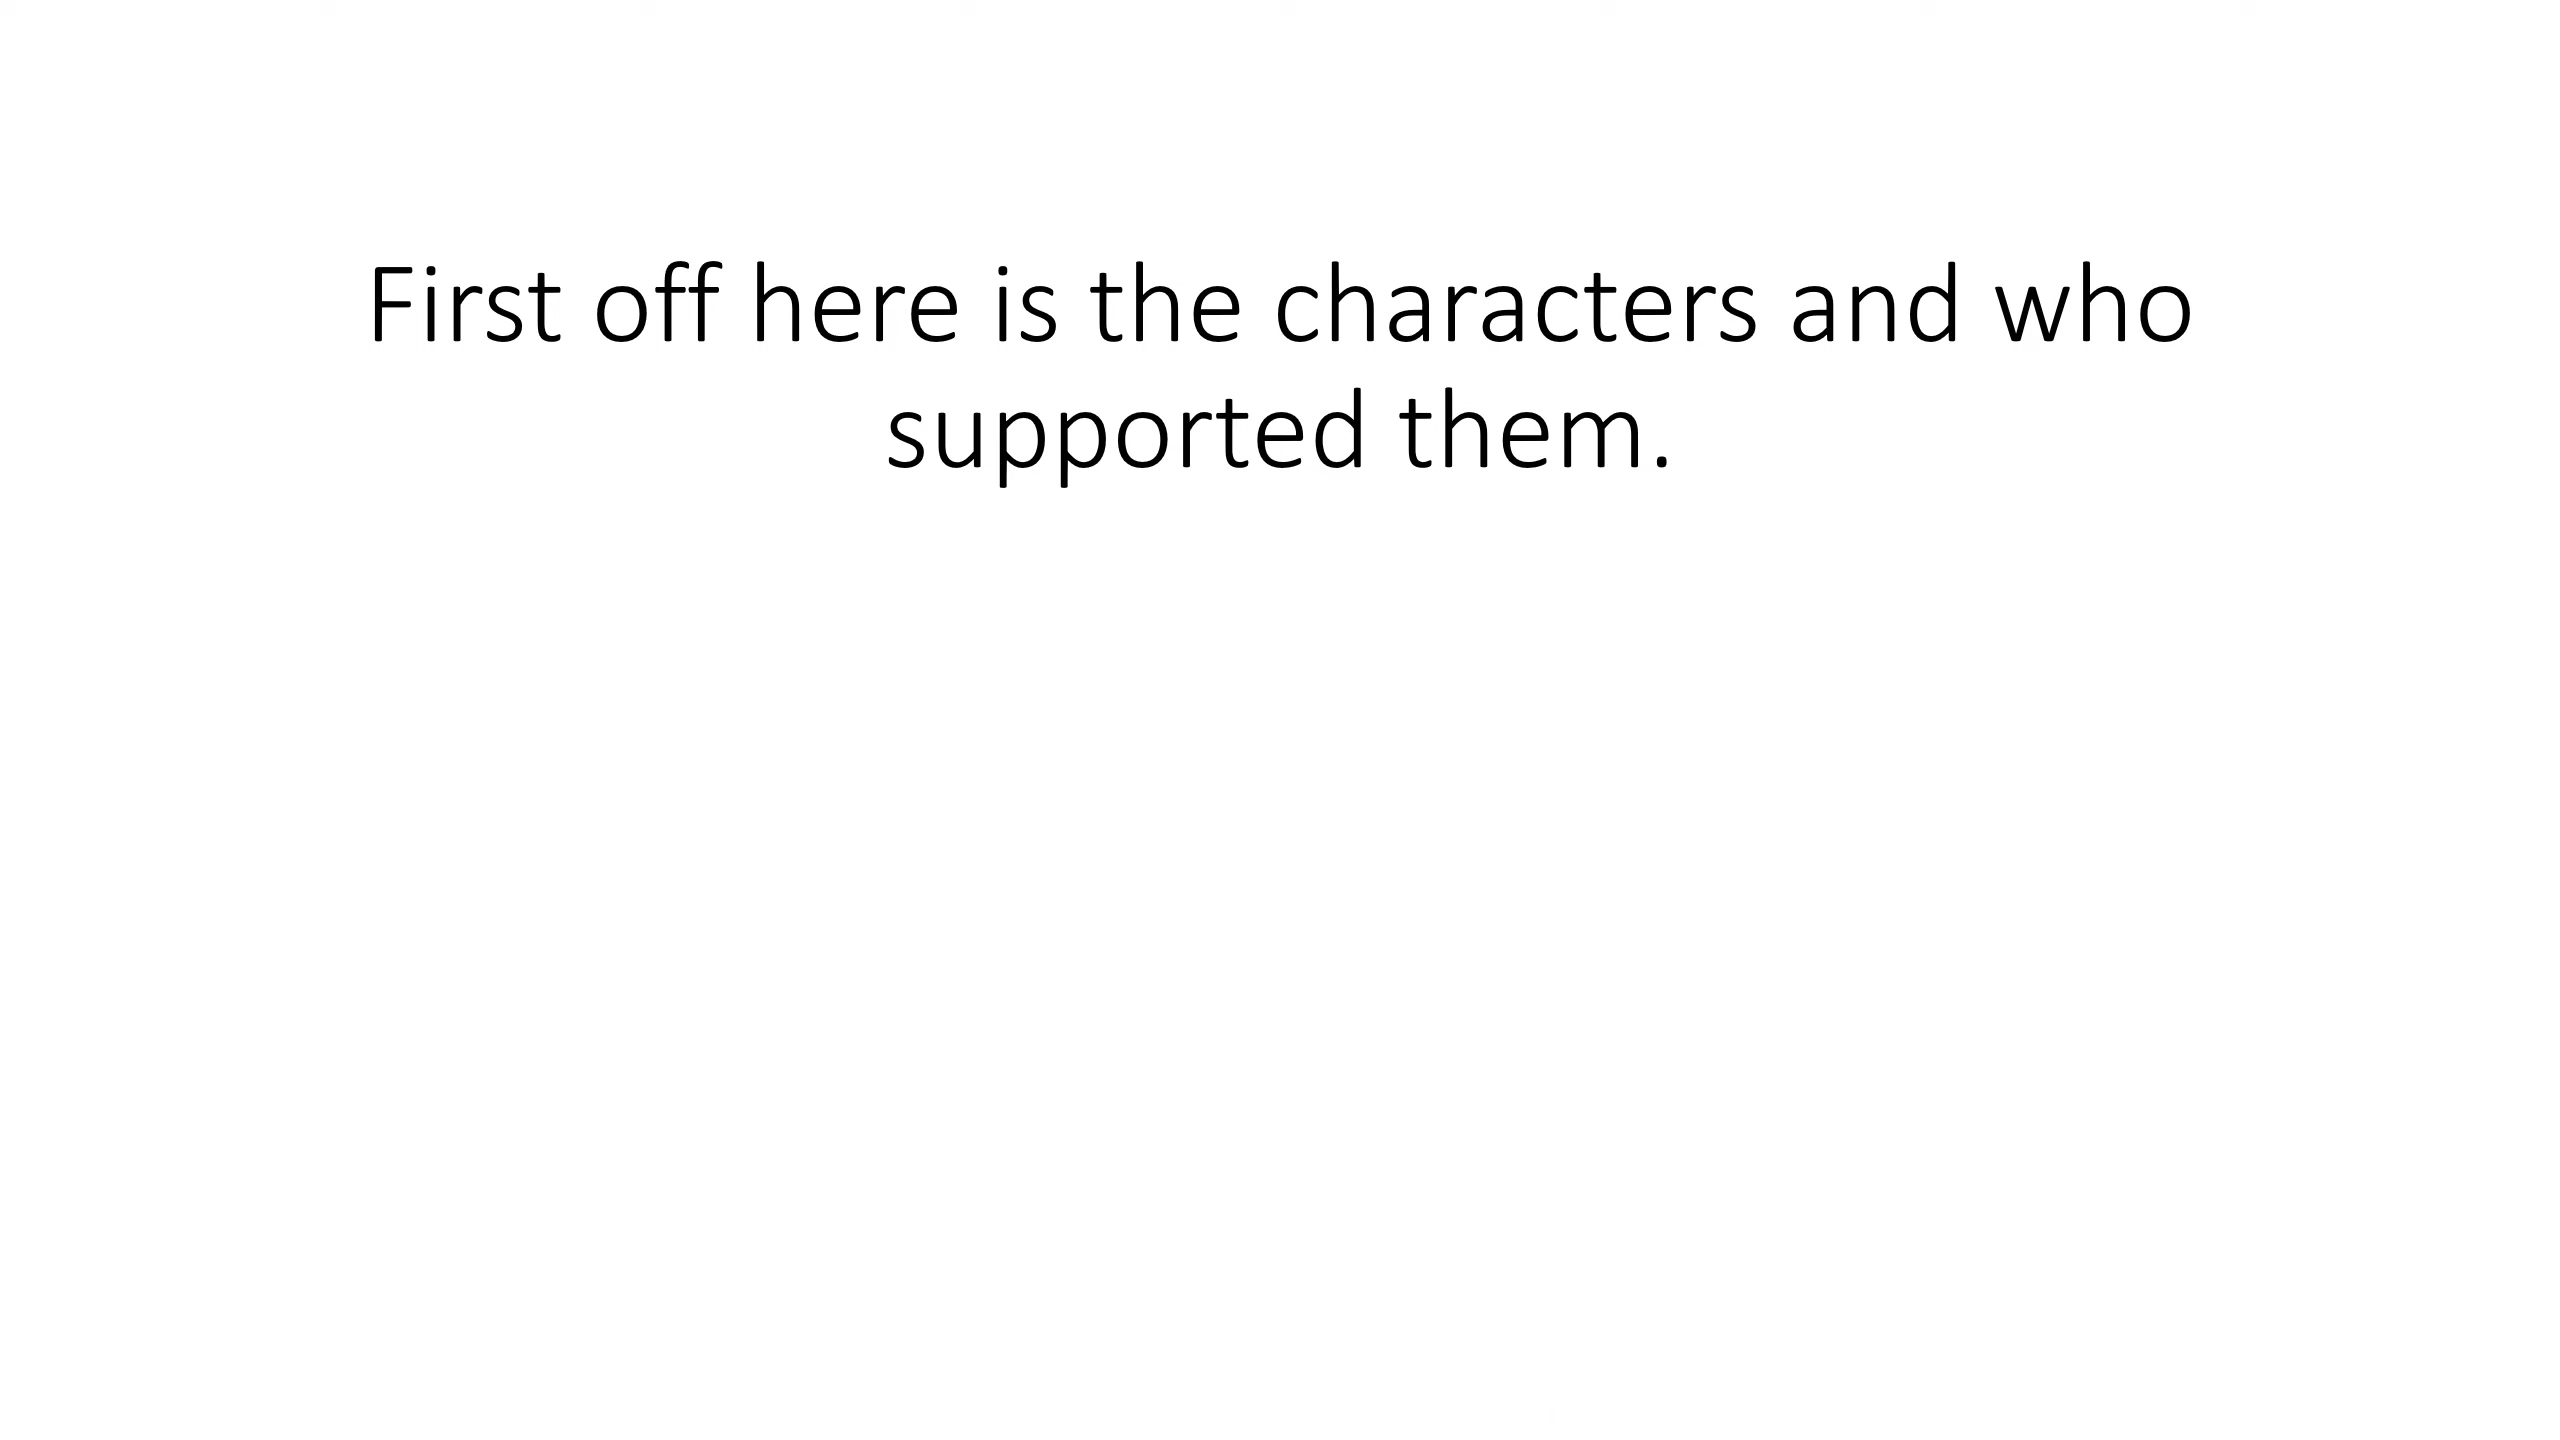 First off here is the characters and who
supported them.